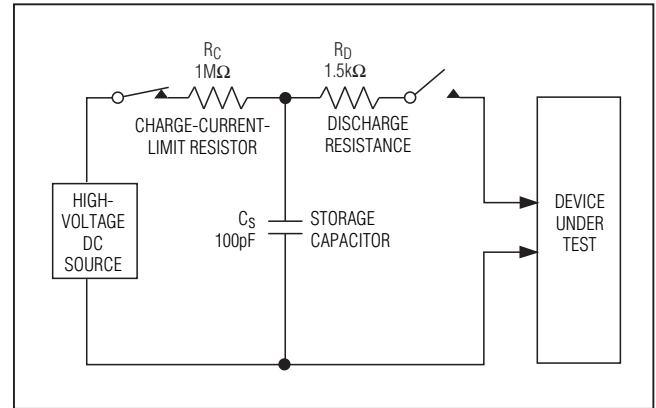 RC
1MΩ
CHARGE-CURRENT-
LIMIT RESISTOR
RD
1.5kΩ
DISCHARGE
RESISTANCE
HIGH-
VOLTAGE
DC
SOURCE
CS
100pF
STORAGE
CAPACITOR
DEVICE
UNDER
TEST